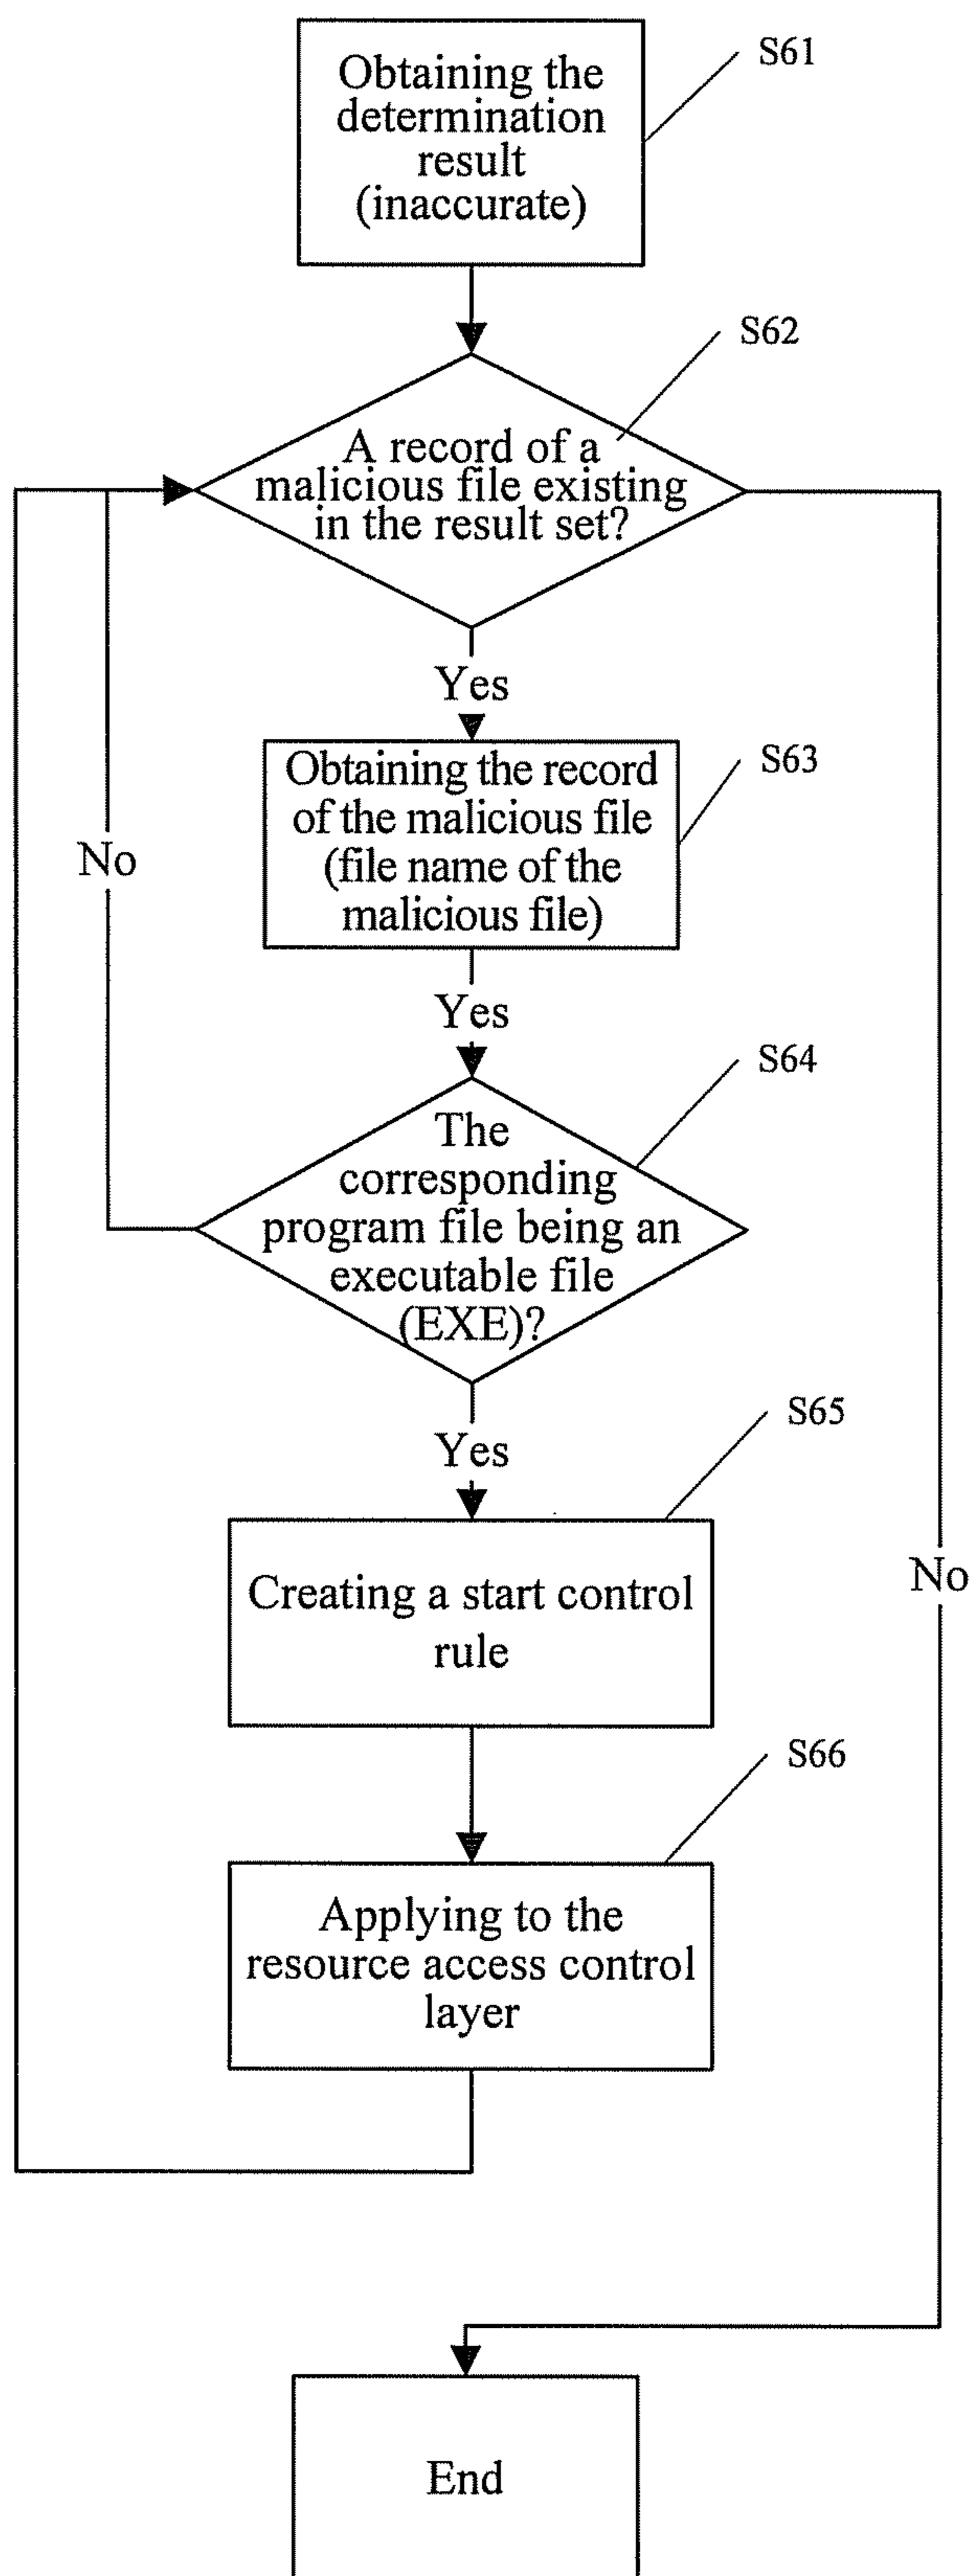 Obtaining the
determination
result
(inaccurate)
S61
S62
A record of a
malicious file existing
in the result set?
Yes
Obtaining the record
of the malicious file
(file name of the
malicious file)
S63
No
Yes
S64
The
corresponding
program file being an
executable file
(EXE)?
Yes
S65
Creating a start control
rule
No
S66
Applying to the
resource access control
layer
End